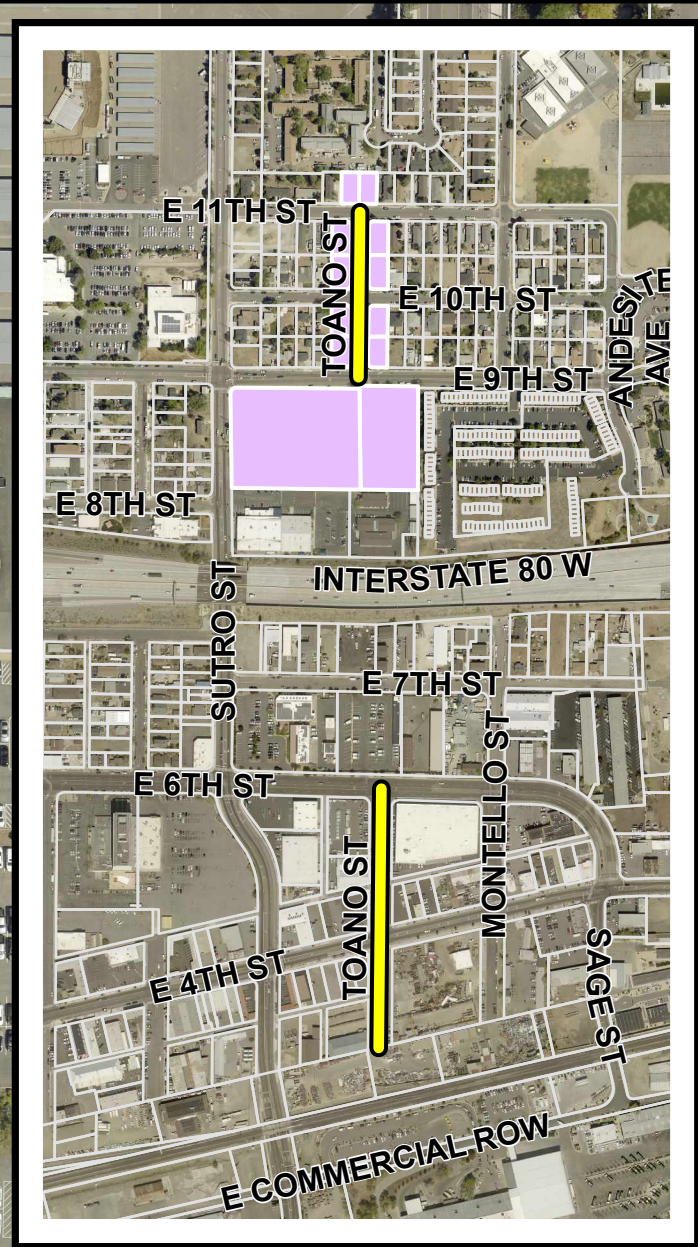 E 11TH ST
TOANO ST
E 10TH ST
ANDESITE
AVE
E 9TH ST
E 8TH ST
INTERSTATE 80 W
SUTRO ST
E 7TH ST
MONTELLO ST
E 6TH ST
TOANO ST
E 4TH ST
SAGE ST
E COMMERCIAL ROW